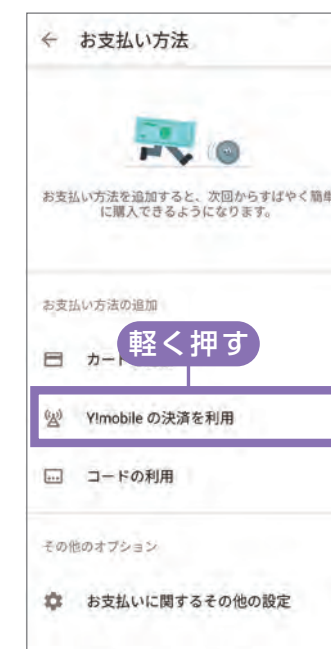 ← お支払い方法
お支払い方法を追加すると、次回からすばやく簡単
に購入できるようになります。
お支払い方法の追加
軽く押す
カード
Y!mobile の決済を利用
コードの利用
その他のオプション
お支払いに関するその他の設定